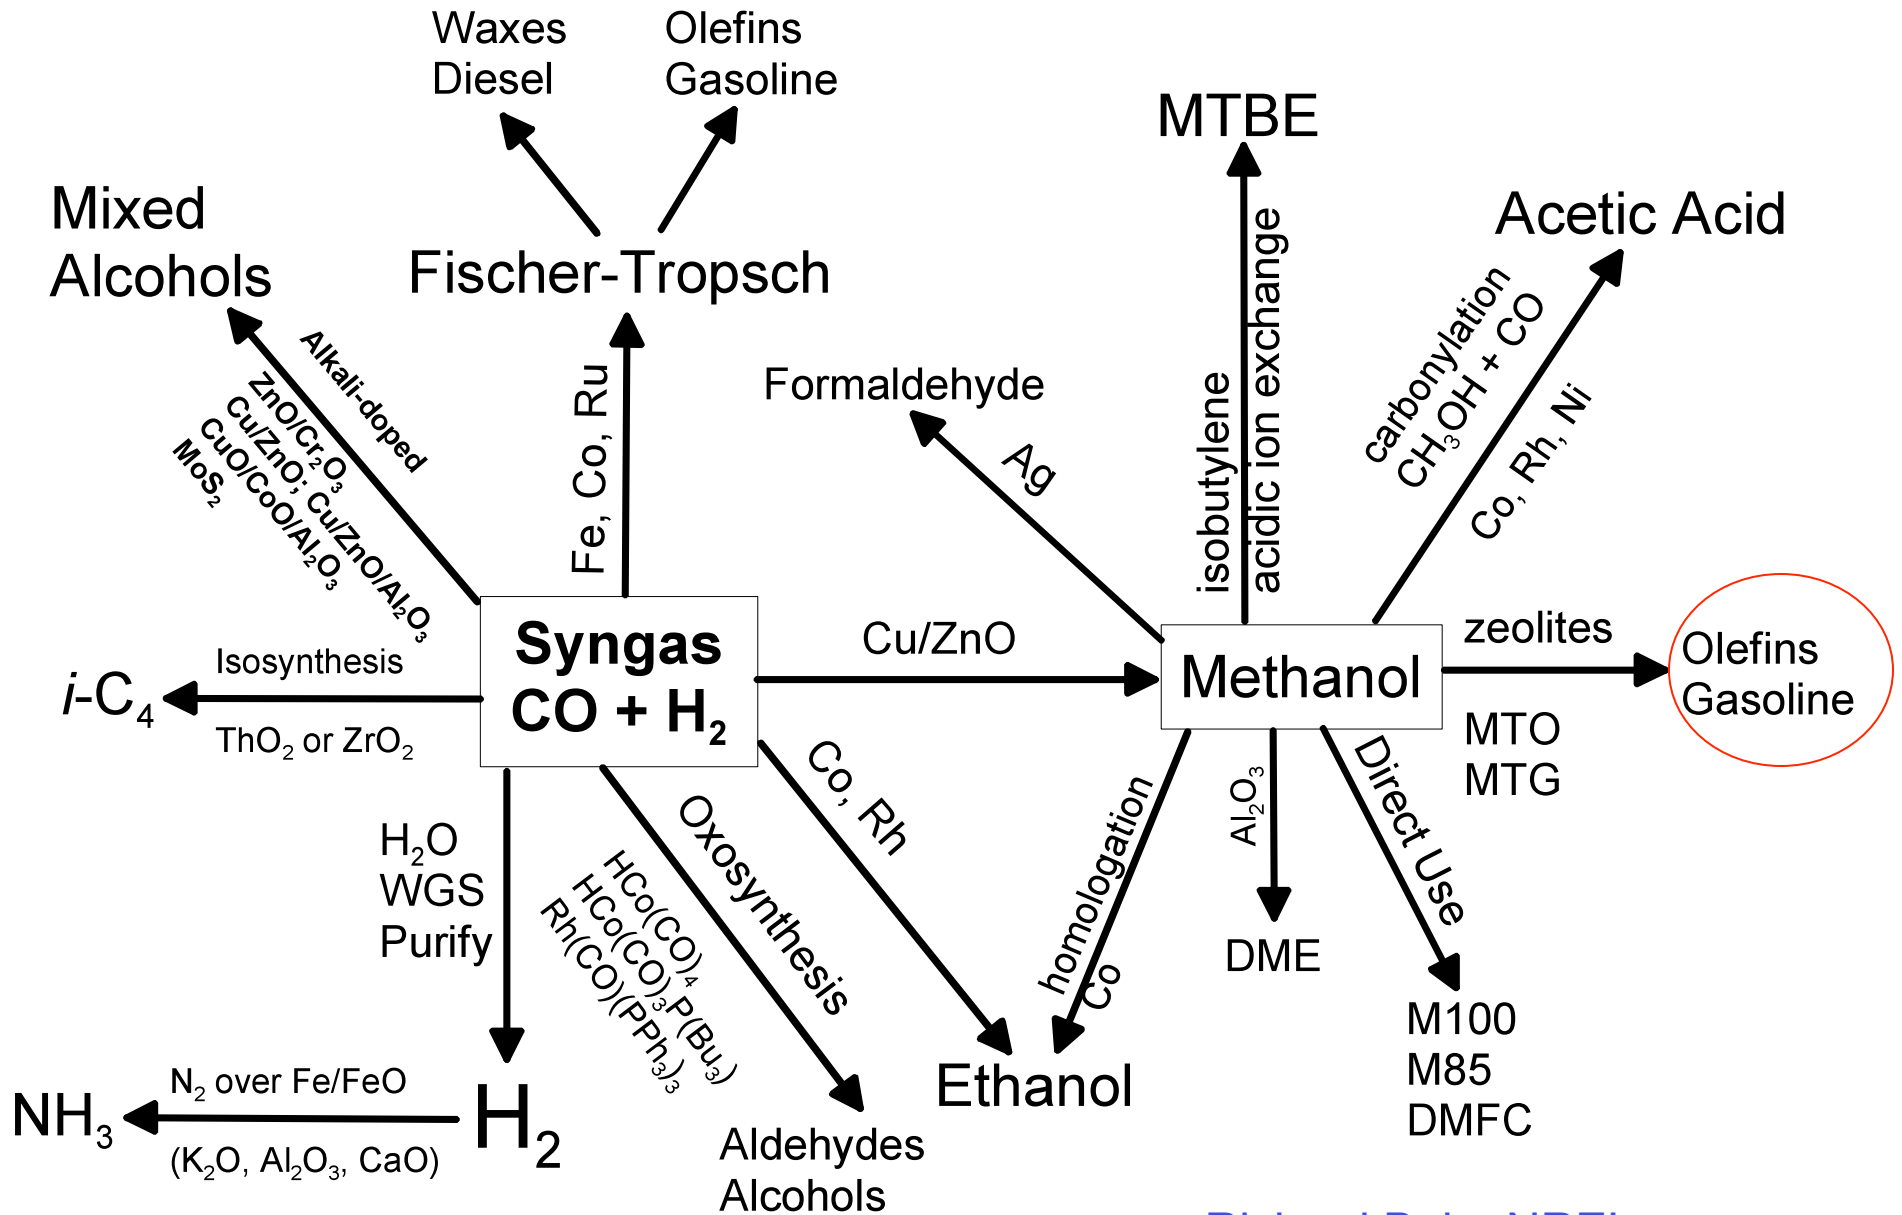 Waxes
Diesel
Olefins
Gasoline
MTBE
Mixed
Alcohols
Fischer-Tropsch
Acetic Acid
Alkali-doped
ZnO/Cr₂O₃
Cu/ZnO; Cu/ZnO/Al₂O₃
CuO/CoO/Al₂O₃
MoS₂
Fe, Co, Ru
Formaldehyde
Ag
isobutylene
acidic ion exchange
carbonylation
CH₃OH + CO
Co, Rh, Ni
Syngas
CO + H₂
Cu/ZnO
Methanol
zeolites
MTO
MTG
Olefins
Gasoline
Isosynthesis
i-C₄
ThO₂ or ZrO₂
H₂O
WGS
Purify
Oxosynthesis
HCo(CO)₄
HCo(CO)₃P(Bu₃)
Rh(CO)(PPh₃)₃
Co, Rh
homologation
Co
Al₂O₃
Direct Use
DME
M100
M85
DMFC
Ethanol
N₂ over Fe/FeO
NH₃
H₂
(K₂O, Al₂O₃, CaO)
Aldehydes
Alcohols